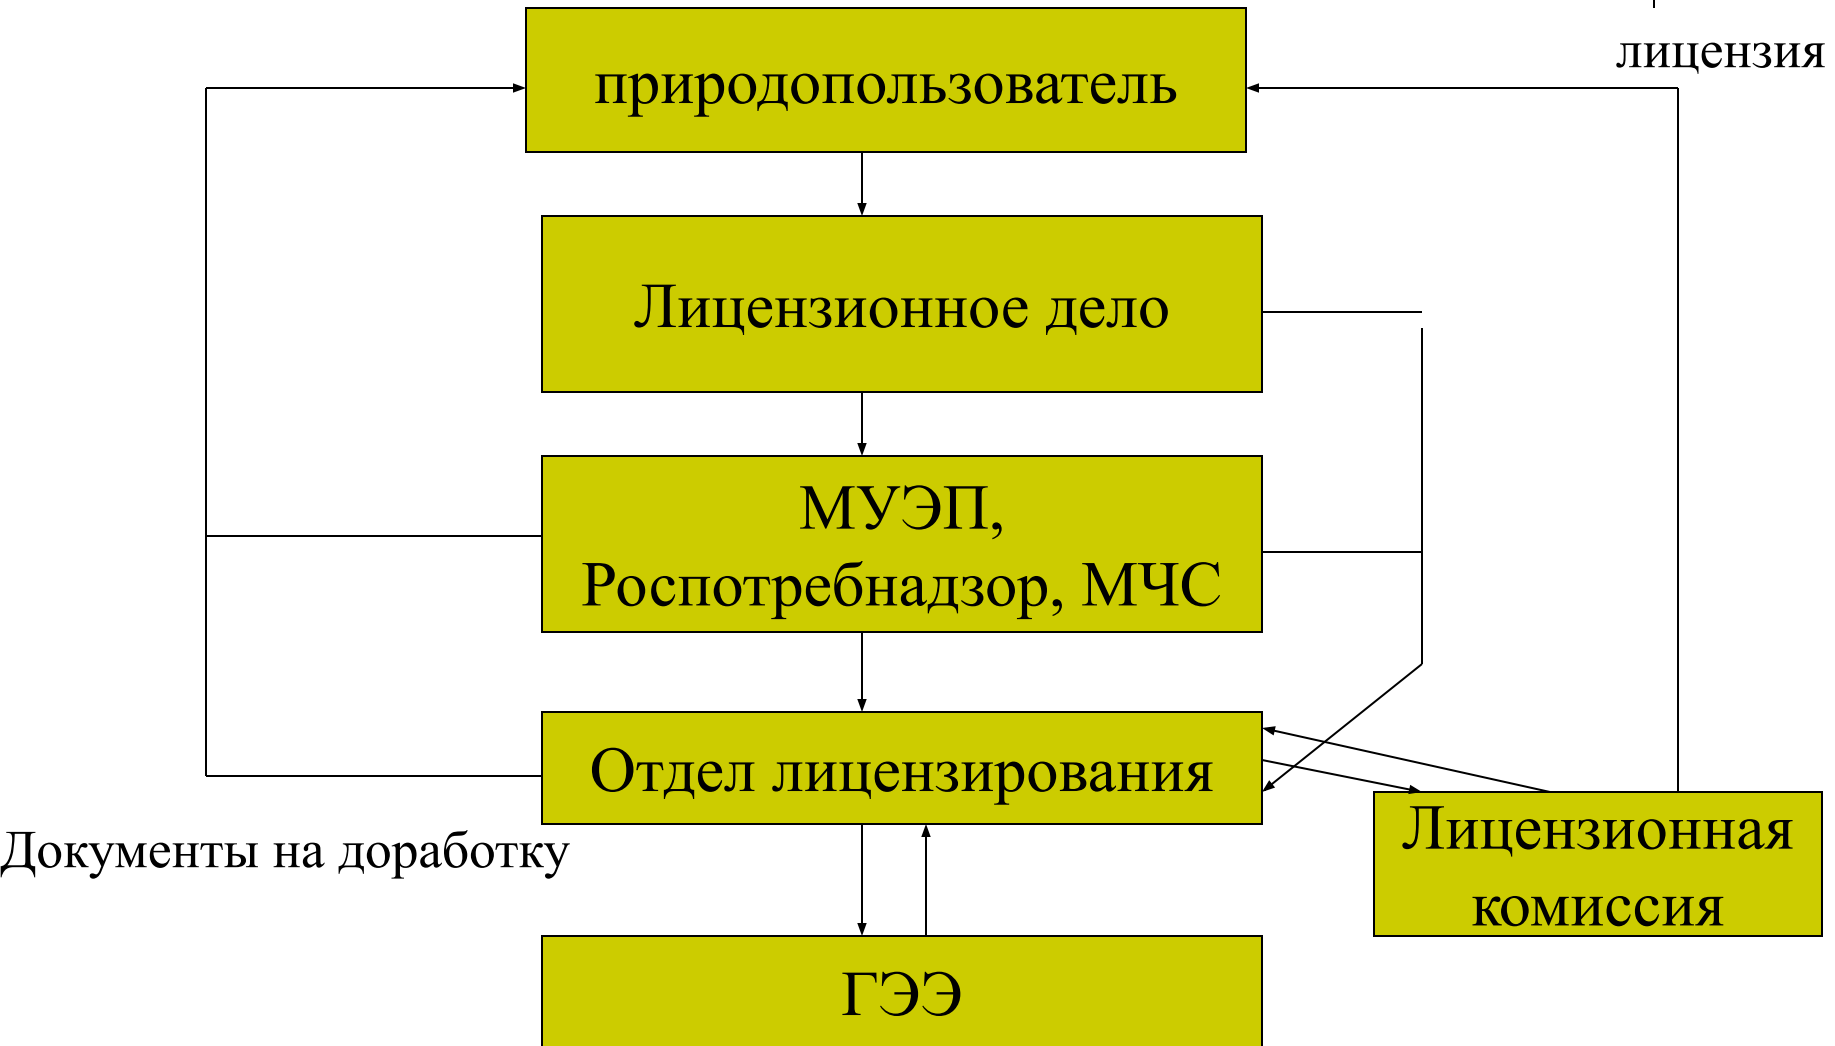 лицензия
природопользователь
Лицензионное дело
МУЭП,
Роспотребнадзор, МЧС
Отдел лицензирования
Документы на доработку
Лицензионная
комиссия
ГЭЭ